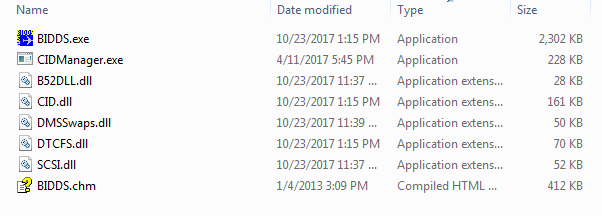 Name Date modified Type Size
BIDDS.exe 10/23/2017 1:15 PM Application 2,302 KB
CIDManager.exe 4/11/2017 5:45 PM Application 228 KB
B52DLL.dll 10/23/2017 11:37 ... Application extens... 28 KB
CID.dll 10/23/2017 1:15 PM Application extens... 161 KB
DMSSwaps.dll 10/23/2017 11:39 ... Application extens... 50 KB
DTCFS.dll 10/23/2017 1:15 PM Application extens... 70 KB
SCSI.dll 10/23/2017 11:37 ... Application extens... 52 KB
BIDDS.chm 1/4/2013 3:09 PM Compiled HTML ... 412 KB